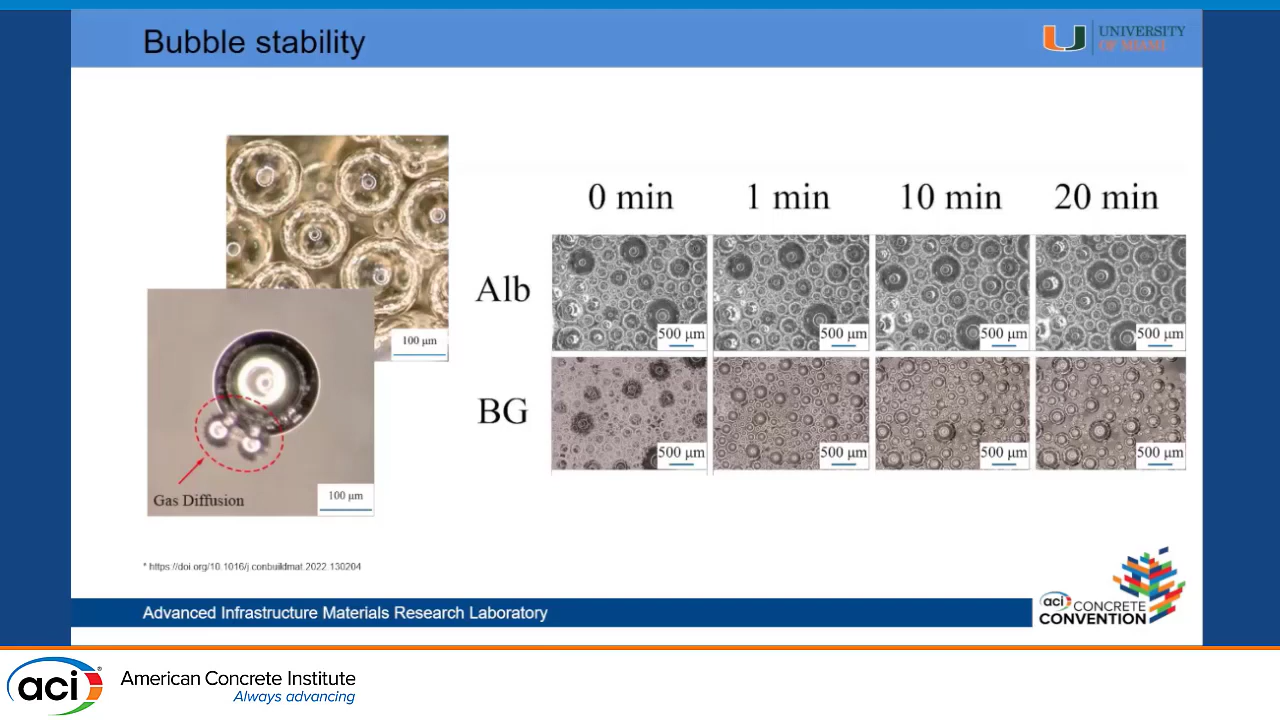 Bubble stability
UNIVERSITY
OF MIAMI
0 min 1 min 10 min 20 min
Alb
500 μm 500 μm 500 μm 500 μm
BG
500 μm 500 μm 500 μm 500 μm
100 μm
Gas Diffusion
100 μm
* https://doi org/10.1016/j conbuildmat.2022.130204
Advanced Infrastructure Materials Research Laboratory
aci CONCRETE
CONVENTION
aci® American Concrete Institute
Always advancing